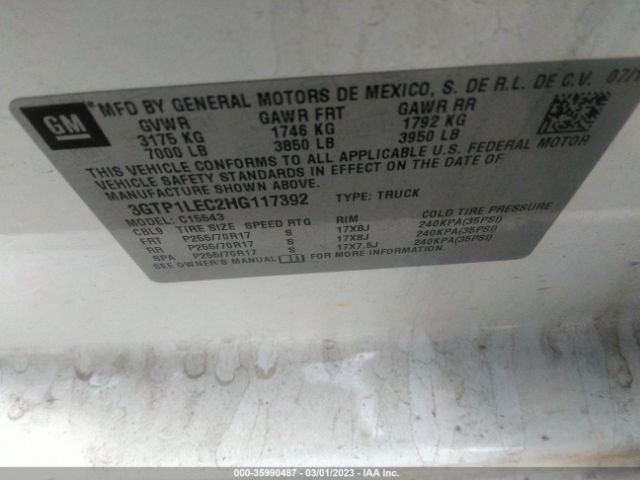 GM ® MFD BY GENERAL MOTORS DE MEXICO, S. DE R.L. DE C.V. 07/1
GVWR GAWR FRT GAWR RR
3175 KG 1746 KG 1792 KG
7000 LB 3850 LB 3950 LB
THIS VEHICLE CONFORMS TO ALL APPLICABLE U.S. FEDERAL MOTOR
VEHICLE SAFETY STANDARDS IN EFFECT ON THE DATE OF
MANUFACTURE SHOWN ABOVE.
3GTP1LEC2HG117392 TYPE: TRUCK
MODEL: C15543
CBL9 TIRE SIZE SPEED RTG RIM COLD TIRE PRESSURE
FRT P255/70R17 S 17X8J 240KPA(35PSI)
RR P255/70R17 S 17X8J 240KPA(35PSI)
SPA P255/70R17 S 17X7.5J 240KPA(35PSI)
SEE OWNER'S MANUAL FOR MORE INFORMATION.
000-35990487 - 03/01/2023 - IAA Inc.